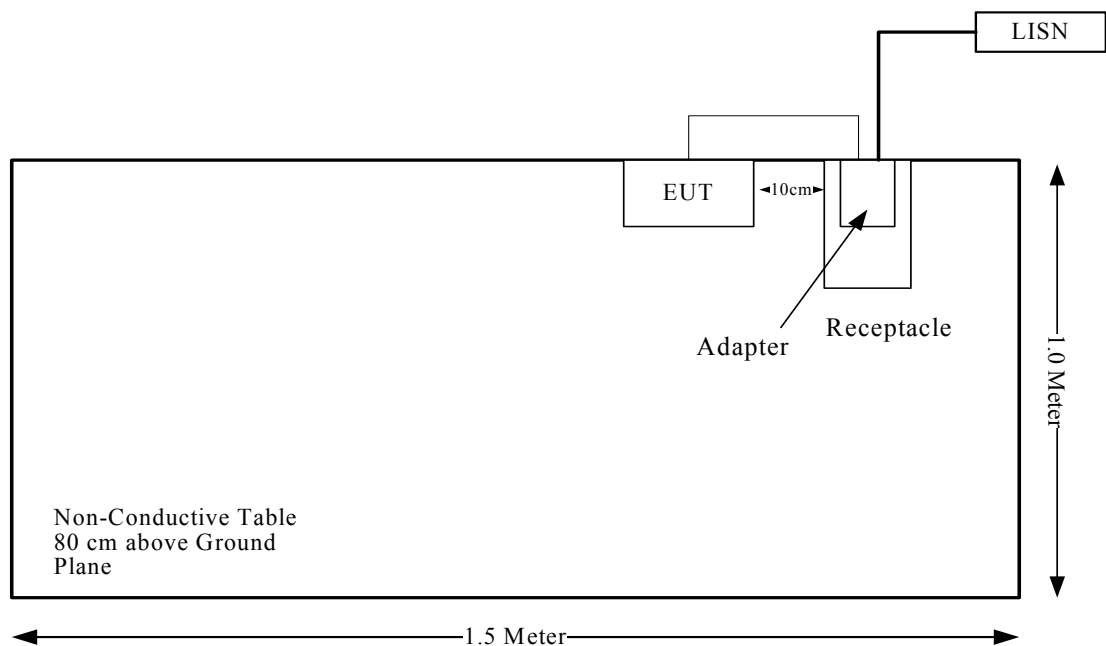 LISN
EUT
10cm
Adapter
Receptacle
1.0 Meter
Non-Conductive Table
80 cm above Ground
Plane
1.5 Meter